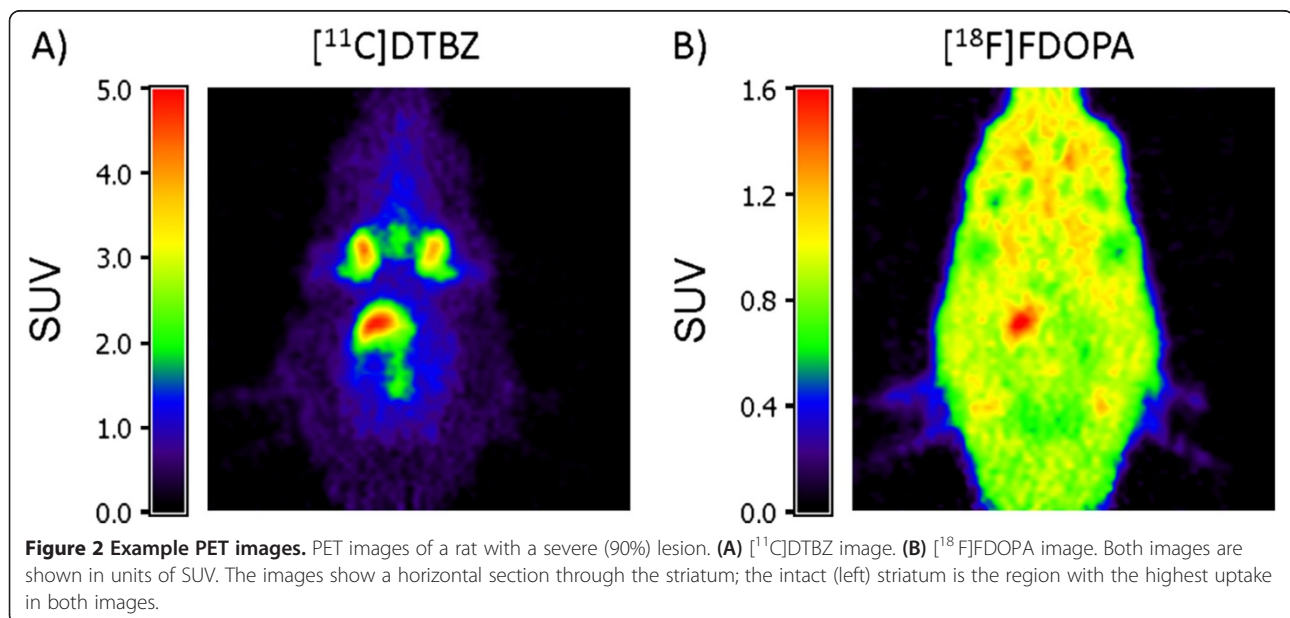 A) [¹¹C]DTBZ
B) [¹⁸F]FDOPA
SUV
5.0
4.0
3.0
2.0
1.0
0.0
SUV
1.6
1.2
0.8
0.4
0.0
Figure 2 Example PET images. PET images of a rat with a severe (90%) lesion. (A) [¹¹C]DTBZ image. (B) [¹⁸ F]FDOPA image. Both images are
shown in units of SUV. The images show a horizontal section through the striatum; the intact (left) striatum is the region with the highest uptake
in both images.